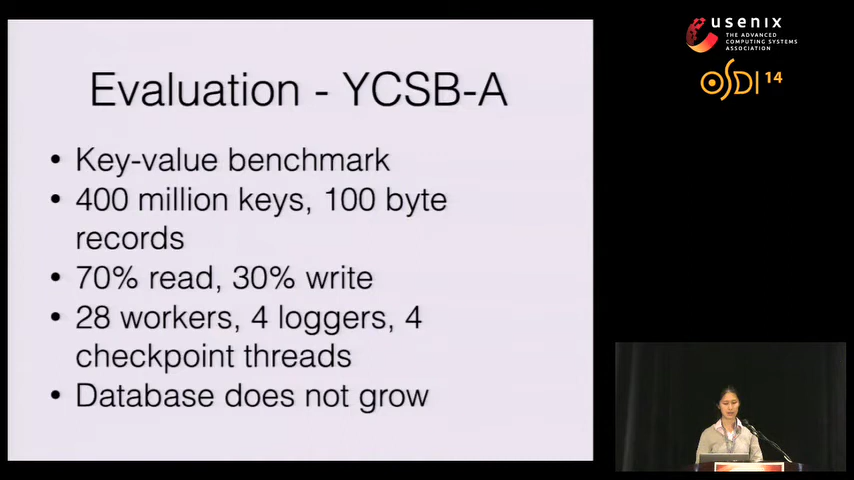 Evaluation - YCSB-A
• Key-value benchmark
• 400 million keys, 100 byte
records
• 70% read, 30% write
• 28 workers, 4 loggers, 4
checkpoint threads
• Database does not grow
usenix
THE ADVANCED
COMPUTING SYSTEMS
ASSOCIATION
OSDI 14